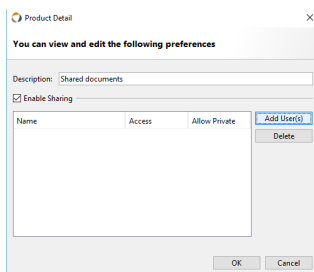 Product Detail
You can view and edit the following preferences
Description: Shared documents
Enable Sharing
Name Access Allow Private
Add User(s)
Delete
OK Cancel